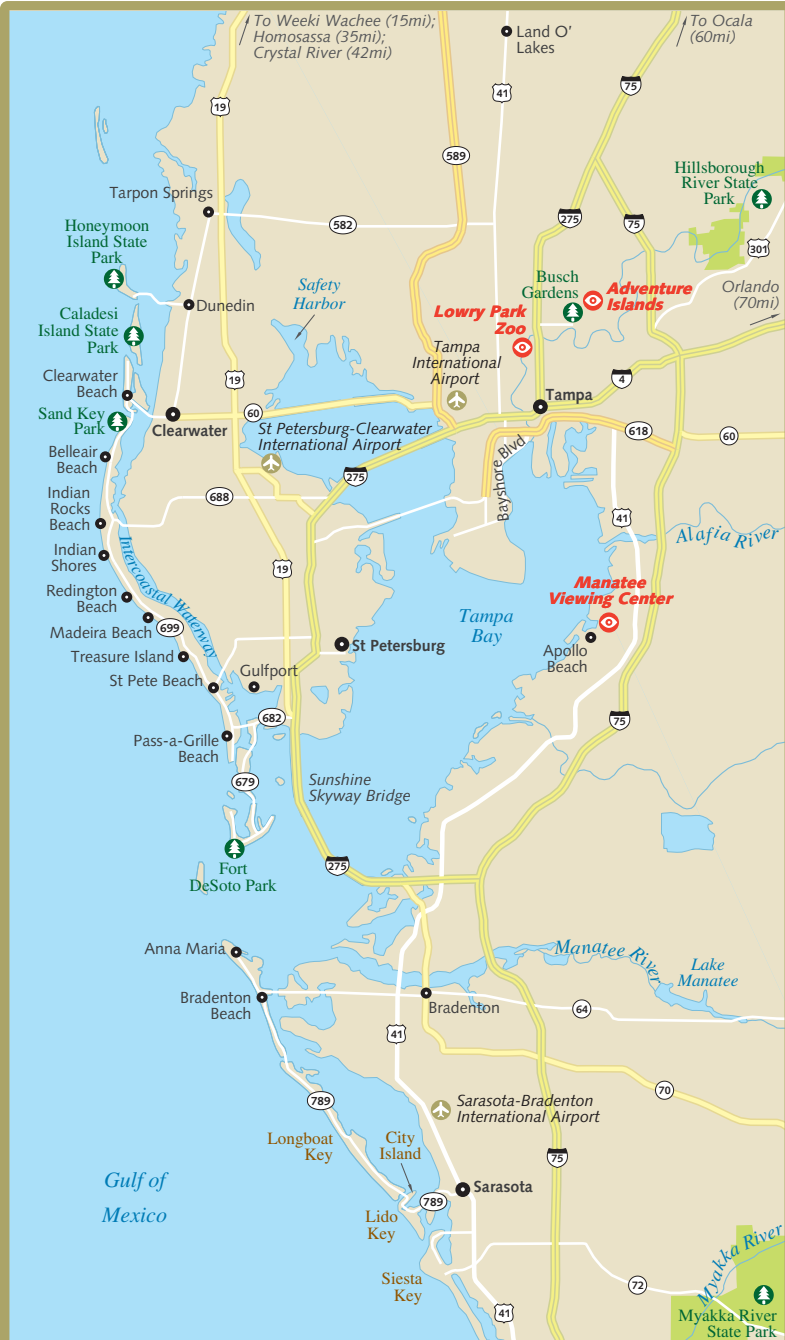 To Weeki Wachee (15mi);
Homosassa (35mi);
Crystal River (42mi)
To Ocala
(60mi)
Land O'
Lakes
41
75
19
589
Hillsborough
River State
Park
Tarpon Springs
582
275
75
301
Honeymoon
Island State
Park
Safety
Harbor
Busch
Gardens
Adventure
Islands
Orlando
(70mi)
Dunedin
Lowry Park
Zoo
Caladesi
Island State
Park
Tampa
International
Airport
Clearwater
Beach
19
4
Tampa
Sand Key
Park
Clearwater
60
St Petersburg-Clearwater
International Airport
618
60
Belleair
Beach
275
Bayshore Blvd
Indian
Rocks
Beach
688
41
Alafia River
Indian
Shores
Intercoastal Waterway
19
Manatee
Viewing Center
Redington
Beach
Tampa
Bay
Madeira Beach
699
St Petersburg
Apollo
Beach
Treasure Island
Gulfport
St Pete Beach
682
75
Pass-a-Grille
Beach
679
Sunshine
Skyway Bridge
275
Fort
DeSoto Park
Anna Maria
Manatee River
Lake
Manatee
Bradenton
Beach
Bradenton
64
41
70
789
Sarasota-Bradenton
International Airport
Longboat
Key
City
Island
75
Gulf of
Mexico
Sarasota
789
Lido
Key
Siesta
Key
72
Myakka River
41
Myakka River
State Park